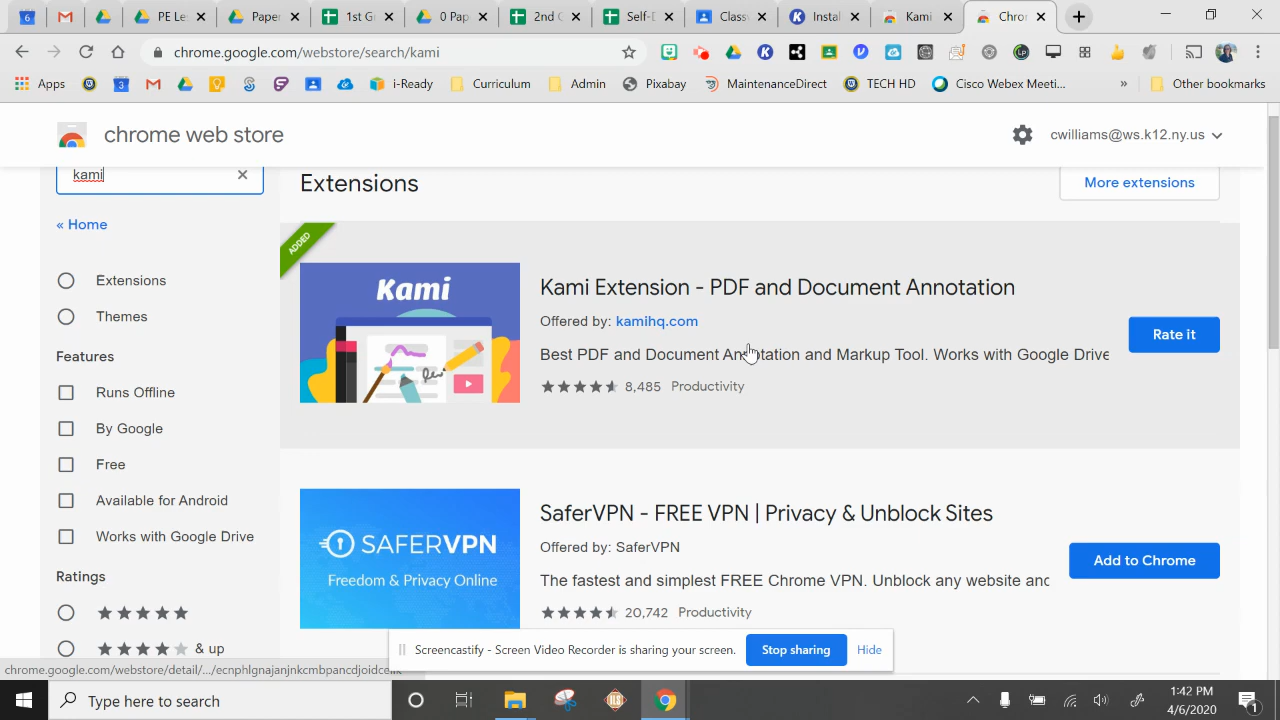 6
PE Le
Paper
1st G
0 Pap
2nd G
Self-D
Class
Instal
Kami
Chro
chrome.google.com/webstore/search/kami
Apps
3
i-Ready
Curriculum
Admin
Pixabay
MaintenanceDirect
TECH HD
Cisco Webex Meeti...
»
Other bookmarks
chrome web store
cwilliams@ws.k12.ny.us
kami
Extensions
More extensions
« Home
Extensions
Themes
Features
Runs Offline
By Google
Free
Available for Android
Works with Google Drive
Ratings
& up
ADDED
Kami
Kami Extension - PDF and Document Annotation
Offered by: kamihq.com
Best PDF and Document Annotation and Markup Tool. Works with Google Drive
8,485 Productivity
Rate it
SAFERVPN
Freedom & Privacy Online
SaferVPN - FREE VPN | Privacy & Unblock Sites
Offered by: SaferVPN
The fastest and simplest FREE Chrome VPN. Unblock any website and
20,742 Productivity
Add to Chrome
Screencastify - Screen Video Recorder is sharing your screen.
Stop sharing
Hide
Type here to search
1:42 PM
4/6/2020
1